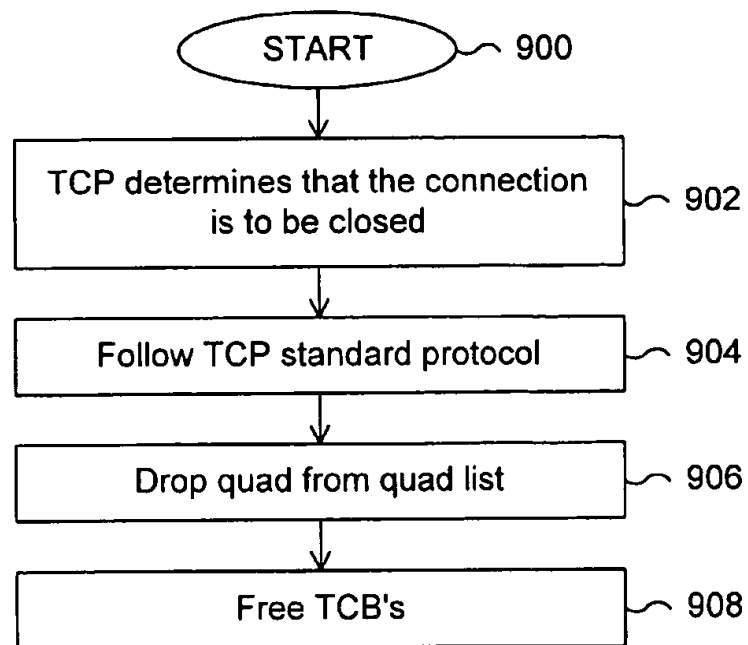 START
900
TCP determines that the connection
is to be closed
902
Follow TCP standard protocol
904
Drop quad from quad list
906
Free TCB's
908